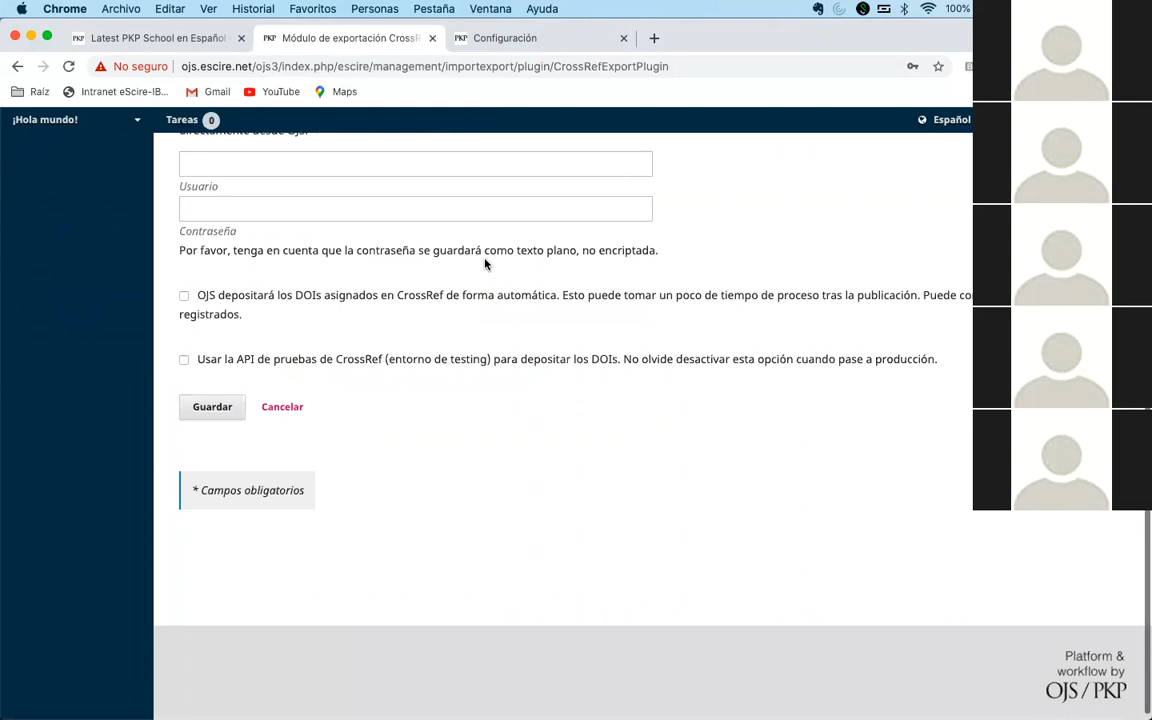 Chrome Archivo Editar Ver Historial Favoritos Personas Pestaña Ventana Ayuda 100%
PKP Latest PKP School en Español
PKP Módulo de exportación CrossR
PKP Configuración
No seguro ojs.escire.net/ojs3/index.php/escire/management/importexport/plugin/CrossRefExportPlugin
Raíz Intranet eScire-IB... Gmail YouTube Maps
¡Hola mundo! Tareas 0 Español
directamente desde OJS.
Usuario
Contraseña
Por favor, tenga en cuenta que la contraseña se guardará como texto plano, no encriptada.
OJS depositará los DOIs asignados en CrossRef de forma automática. Esto puede tomar un poco de tiempo de proceso tras la publicación. Puede co
registrados.
Usar la API de pruebas de CrossRef (entorno de testing) para depositar los DOIs. No olvide desactivar esta opción cuando pase a producción.
Guardar Cancelar
* Campos obligatorios
Platform &
workflow by
OJS / PKP